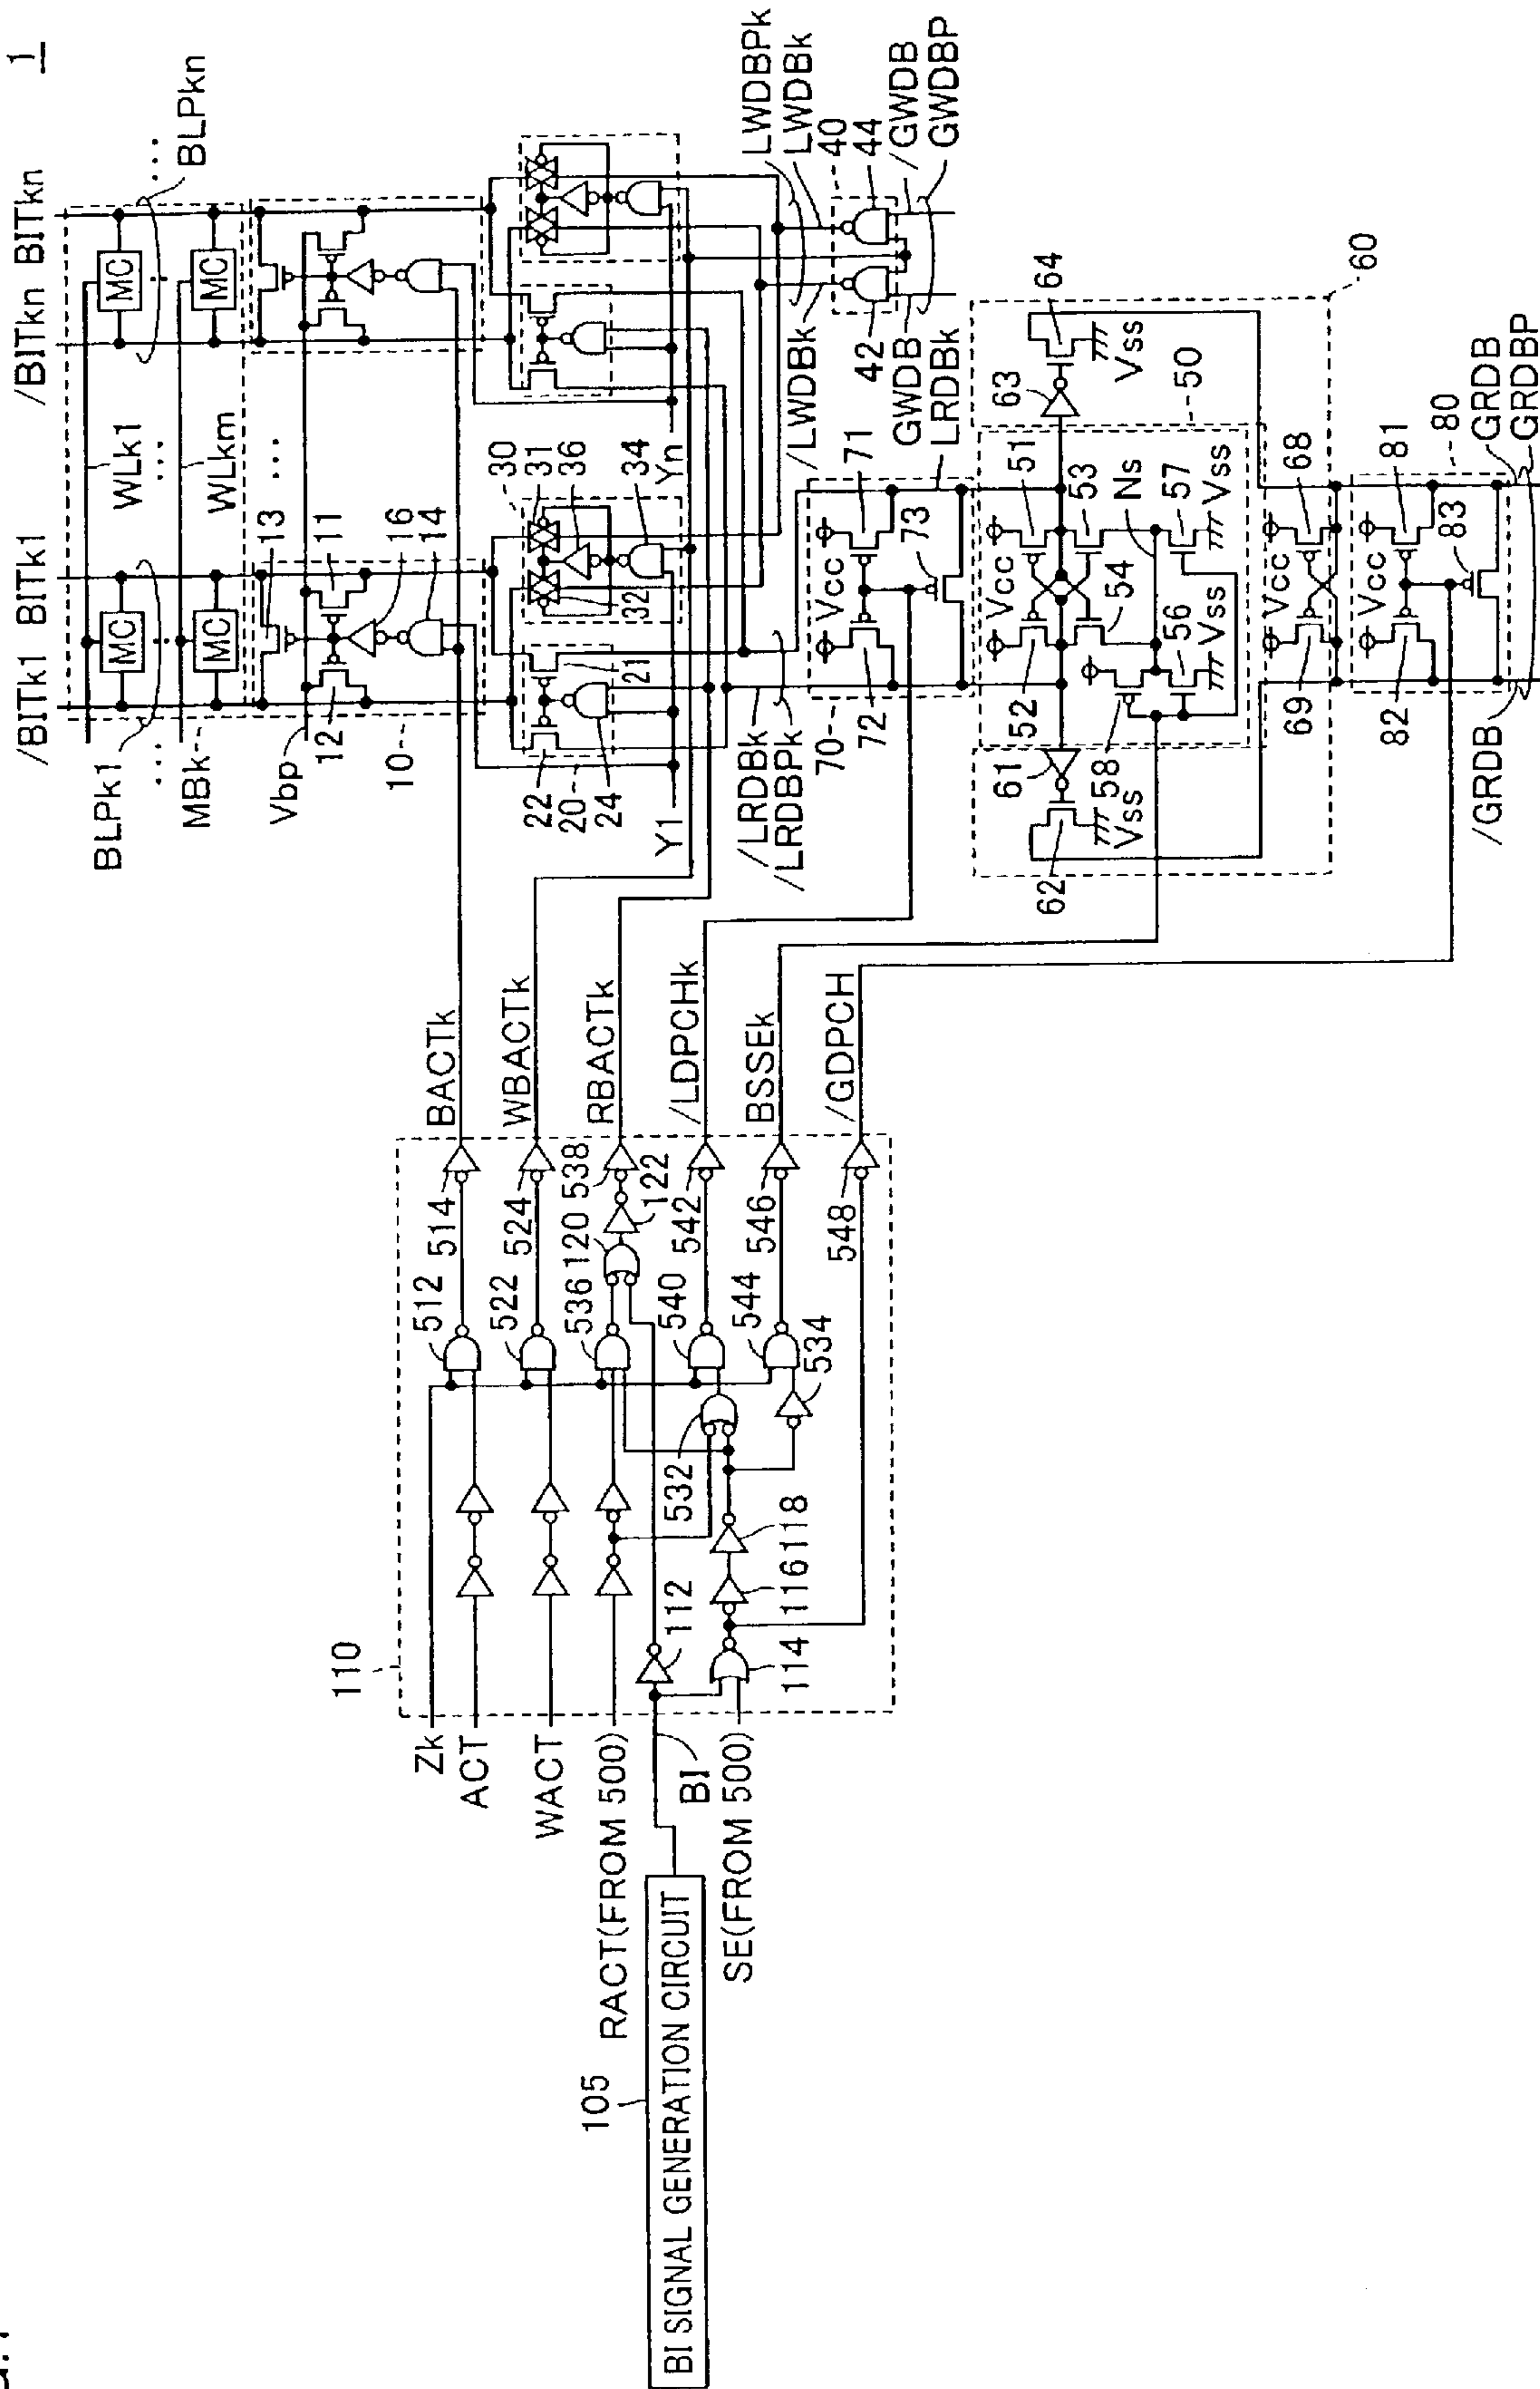 1
/BITk1 BITk1
/BITkn BITkn
BLPk1
MC
WLk1
MC
BLPkn
MBk
MC
WLkm
MC
13
Vbp
12
11
10
16
14
30
31
36
34
32
22
20
24
21
Y1
Yn
LWDBPk
LWDBk
/LWDBk
40
42
44
GWDB
/GWDB
GWDBP
/LRDBk
/LRDBPk
LRDBk
70
72
Vcc
71
73
60
63
64
Vss
50
52
Vcc
51
53
54
Ns
56
57
58
Vss
Vss
61
62
Vss
69
Vcc
68
82
Vcc
81
83
80
/GRDB
GRDB
GRDBP
BACTk
WBACTk
RBACTk
/LDPCHk
BSSEk
/GDPCH
110
512
514
522
524
536
120
538
122
540
542
544
546
534
532
548
112
114
116
118
Zk
ACT
WACT
RACT(FROM 500)
BI
SE(FROM 500)
105
BI SIGNAL GENERATION CIRCUIT